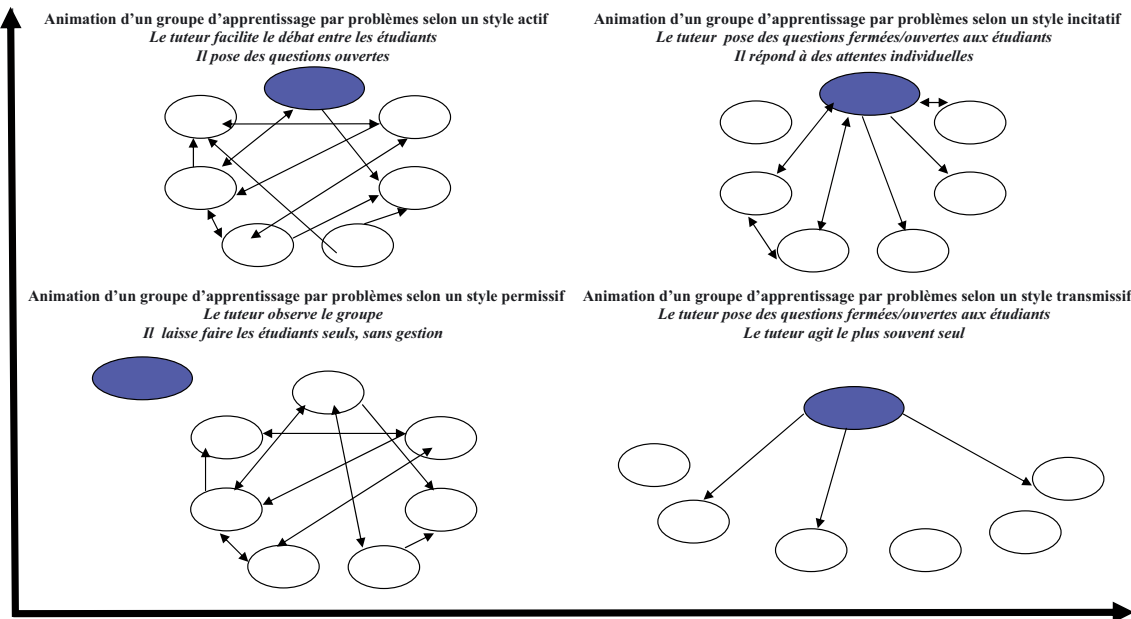 Animation d’un groupe d’apprentissage par problèmes selon un style actif
Le tuteur facilite le débat entre les étudiants
Il pose des questions ouvertes
Animation d’un groupe d’apprentissage par problèmes selon un style incitatif
Le tuteur  pose des questions fermées/ouvertes aux étudiants
Il répond à des attentes individuelles
Animation d’un groupe d’apprentissage par problèmes selon un style permissif
Le tuteur observe le groupe
Il  laisse faire les étudiants seuls, sans gestion
Animation d’un groupe d’apprentissage par problèmes selon un style transmissif
Le tuteur pose des questions fermées/ouvertes aux étudiants
Le tuteur agit le plus souvent seul